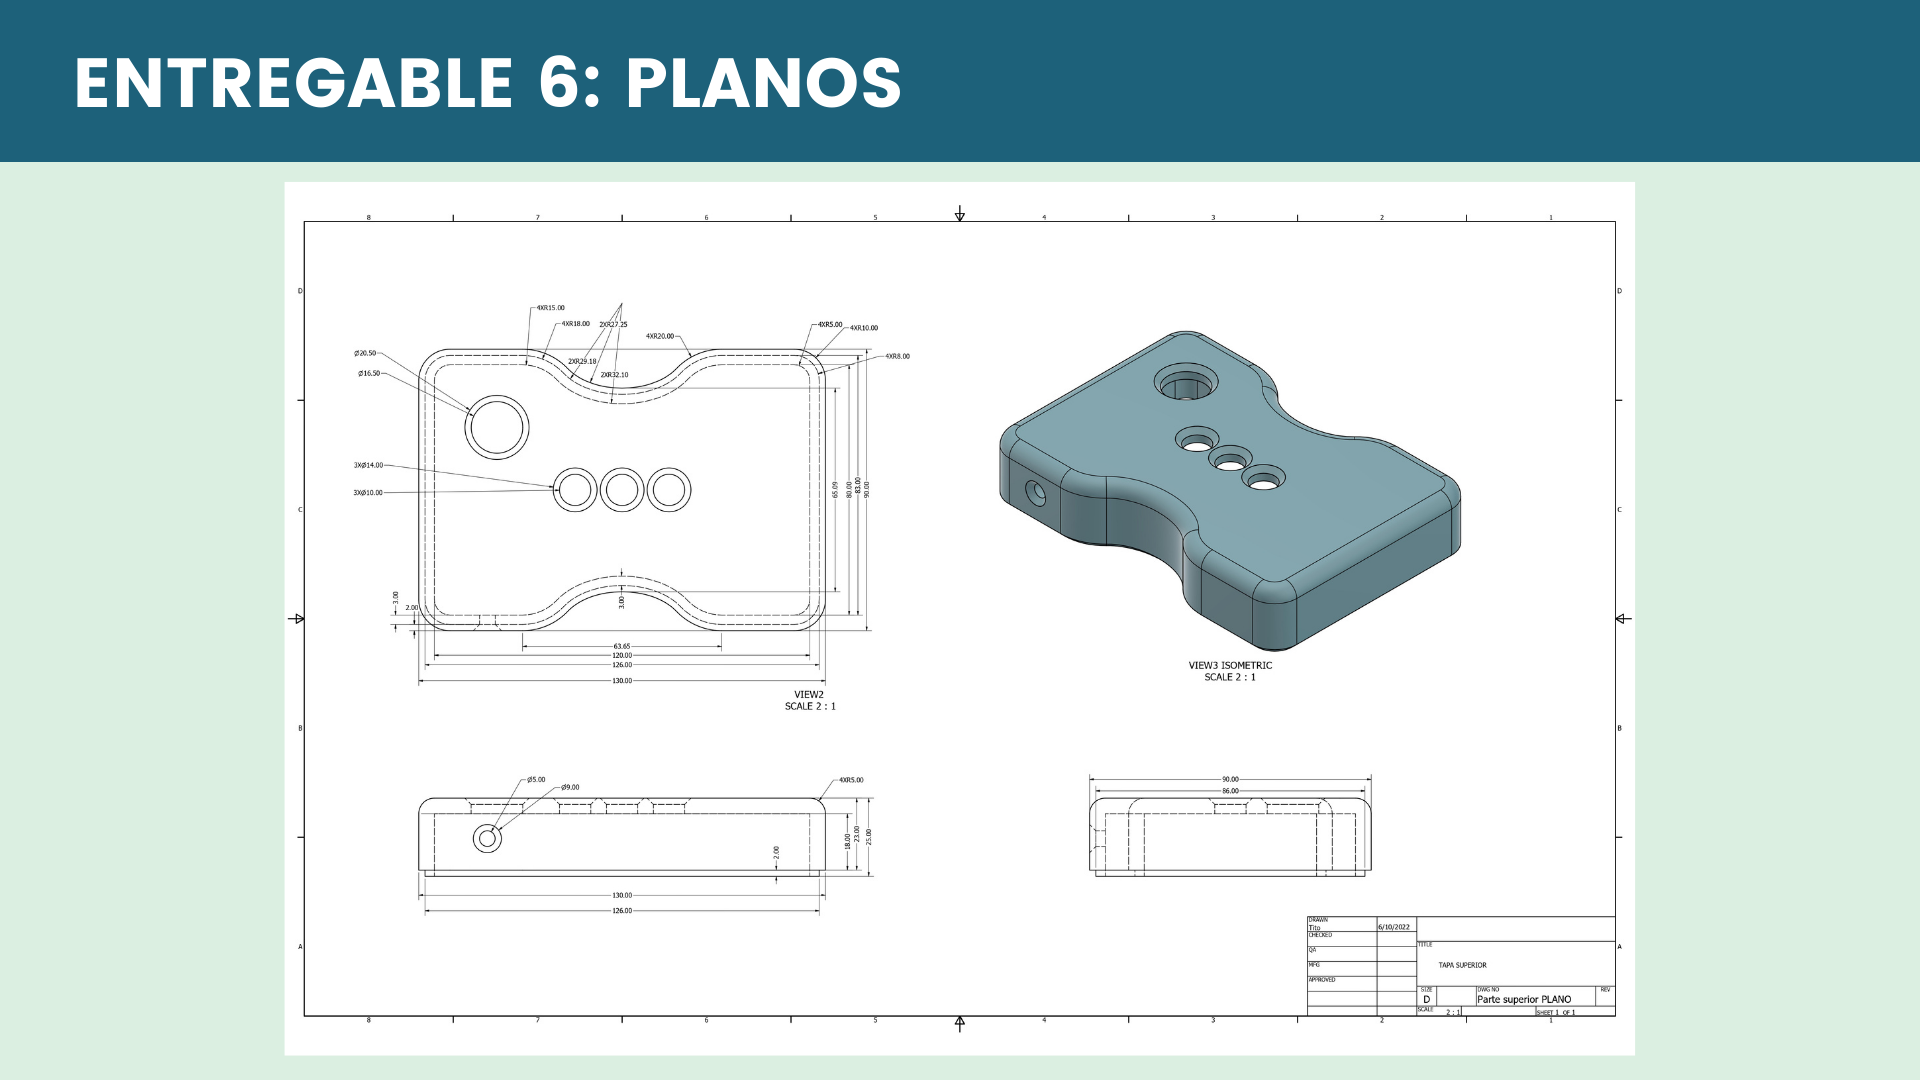 ENTREGABLE 6: PLANOS
8 7 6 5 4 3 2 1
D D
4XR15.00
4XR18.00
2XR27.25
4XR20.00
4XR5.00
4XR10.00
4XR8.00
Ø20.50
Ø16.50
2XR29.18
2XR32.10
3XØ14.00
3XØ10.00
65.09
80.00
83.00
90.00
C C
3.00
2.00
3.00
63.65
120.00
126.00
130.00
VIEW2
SCALE 2 : 1
VIEW3 ISOMETRIC
SCALE 2 : 1
B B
Ø5.00
Ø9.00
4XR5.00
18.00
23.00
25.00
2.00
130.00
126.00
90.00
86.00
A A
DRAWN
Tito 6/10/2022
CHECKED
QA
MFG
APPROVED
TITLE
TAPA SUPERIOR
SIZE
D
DWG NO
Parte superior PLANO
REV
SCALE 2 : 1
SHEET 1 OF 1
8 7 6 5 4 3 2 1